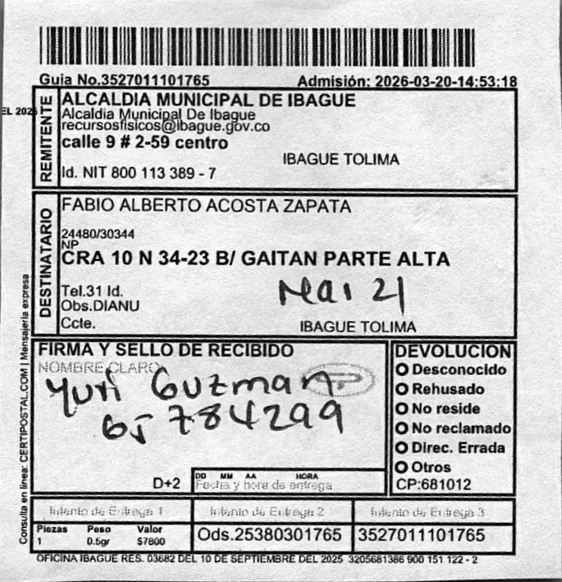 Guia No.3527011101765 Admisión: 2026-03-20-14:53:18
EL 2025
REMITENTE
ALCALDIA MUNICIPAL DE IBAGUE
Alcaldia Municipal De Ibague
recursosfisicos@ibague.gov.co
calle 9 # 2-59 centro
IBAGUE TOLIMA
Id. NIT 800 113 389 - 7
DESTINATARIO
FABIO ALBERTO ACOSTA ZAPATA
24480/30344
NP
CRA 10 N 34-23 B/ GAITAN PARTE ALTA
Tel.31 Id.
Mar 21
Obs.DIANU
Ccte.
IBAGUE TOLIMA
FIRMA Y SELLO DE RECIBIDO
NOMBRE CLARO
Yuri Guzman
65784299
D+2
DD MM AA HORA
Fecha y hora de entrega
DEVOLUCION
Desconocido
Rehusado
No reside
No reclamado
Direc. Errada
Otros
CP:681012
Intento de Entrega 1 Intento de Entrega 2 Intento de Entrega 3
Piezas Peso Valor
1 0.5gr $7800
Ods.25380301765 3527011101765
OFICINA IBAGUE RES. 03682 DEL 10 DE SEPTIEMBRE DEL 2025 3205681386 900 151 122 - 2
Consulta en linea: CERTIPOSTAL.COM | Mensajeria expresa